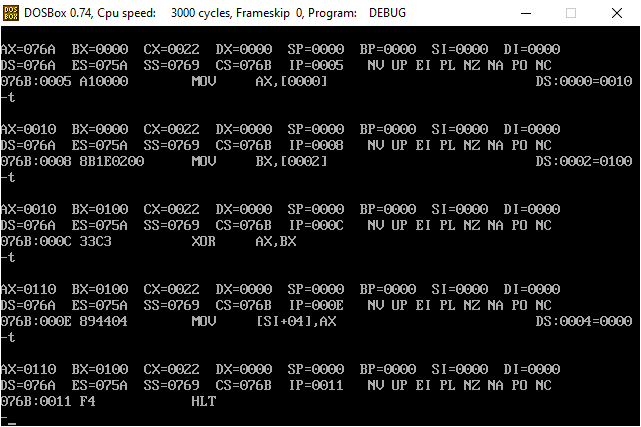 DOSBox 0.74, Cpu speed:    3000 cycles, Frameskip  0, Program:    DEBUG
AX=076A  BX=0000  CX=0022  DX=0000  SP=0000  BP=0000  SI=0000  DI=0000
DS=076A  ES=075A  SS=0769  CS=076B  IP=0005   NV UP EI PL NZ NA PO NC
076B:0005 A10000        MOV     AX,[0000]                          DS:0000=0010
-t
AX=0010  BX=0000  CX=0022  DX=0000  SP=0000  BP=0000  SI=0000  DI=0000
DS=076A  ES=075A  SS=0769  CS=076B  IP=0008   NV UP EI PL NZ NA PO NC
076B:0008 8B1E0200      MOV     BX,[0002]                          DS:0002=0100
-t
AX=0010  BX=0100  CX=0022  DX=0000  SP=0000  BP=0000  SI=0000  DI=0000
DS=076A  ES=075A  SS=0769  CS=076B  IP=000C   NV UP EI PL NZ NA PO NC
076B:000C 33C3          XOR     AX,BX
-t
AX=0110  BX=0100  CX=0022  DX=0000  SP=0000  BP=0000  SI=0000  DI=0000
DS=076A  ES=075A  SS=0769  CS=076B  IP=000E   NV UP EI PL NZ NA PO NC
076B:000E 894404        MOV     [SI+04],AX                         DS:0004=0000
-t
AX=0110  BX=0100  CX=0022  DX=0000  SP=0000  BP=0000  SI=0000  DI=0000
DS=076A  ES=075A  SS=0769  CS=076B  IP=0011   NV UP EI PL NZ NA PO NC
076B:0011 F4            HLT
-_